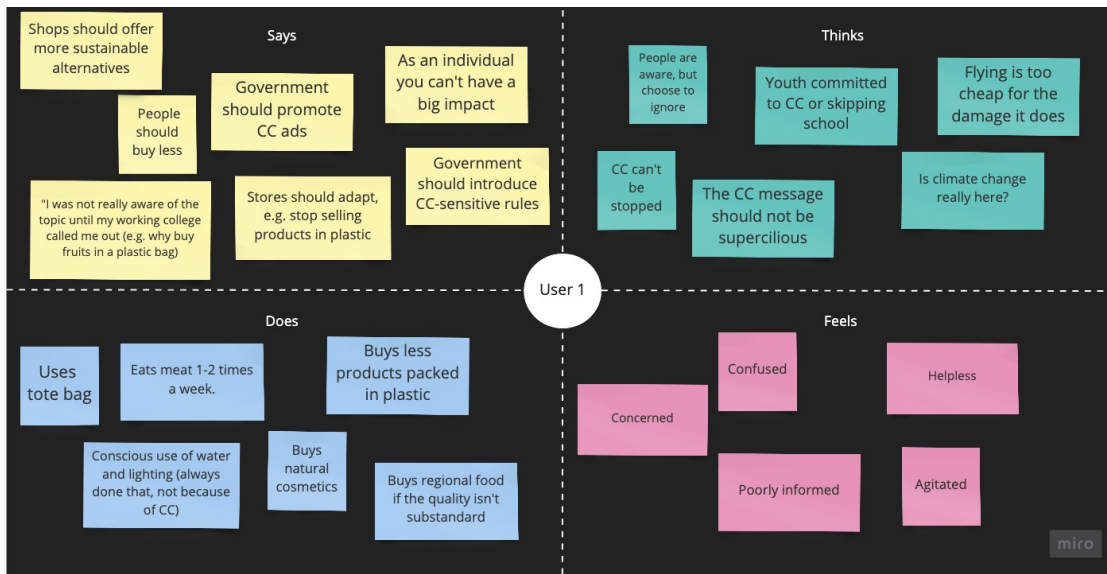 Says
Shops should offer
more sustainable
alternatives
People
should
buy less
Government
should promote
CC ads
As an individual
you can't have a
big impact
"I was not really aware of the
topic until my working college
called me out (e.g. why buy
fruits in a plastic bag)
Stores should adapt,
e.g. stop selling
products in plastic
Government
should introduce
CC-sensitive rules
Thinks
People are
aware, but
choose to
ignore
Youth committed
to CC or skipping
school
Flying is too
cheap for the
damage it does
CC can't
be
stopped
The CC message
should not be
supercilious
Is climate change
really here?
User 1
Does
Uses
tote bag
Eats meat 1-2 times
a week.
Buys less
products packed
in plastic
Conscious use of water
and lighting (always
done that, not because
of CC)
Buys
natural
cosmetics
Buys regional food
if the quality isn't
substandard
Feels
Concerned
Confused
Helpless
Poorly informed
Agitated
miro